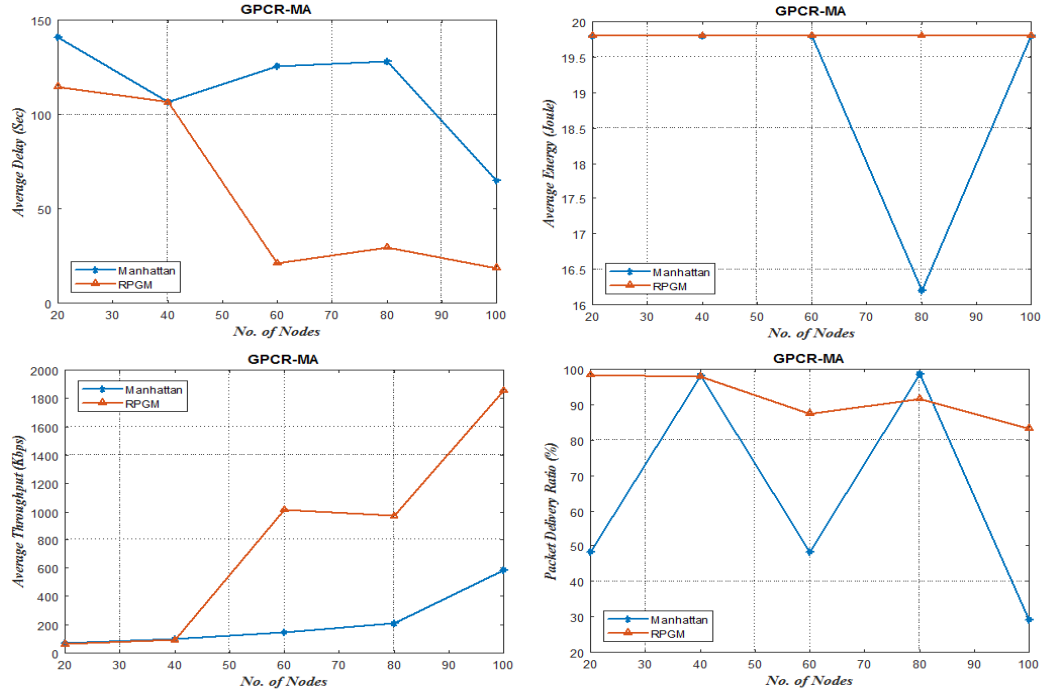 GPCR-MA
150
100
50
0
Average Delay (Sec)
Manhattan
RPGM
20 30 40 50 60 70 80 90 100
No. of Nodes
GPCR-MA
20
19.5
19
18.5
18
17.5
17
16.5
16
Average Energy (Joule)
Manhattan
RPGM
20 30 40 50 60 70 80 90 100
No. of Nodes
GPCR-MA
2000
1800
1600
1400
1200
1000
800
600
400
200
0
Average Throughput (Kbps)
Manhattan
RPGM
20 30 40 50 60 70 80 90 100
No. of Nodes
GPCR-MA
100
90
80
70
60
50
40
30
20
Packet Delivery Ratio (%)
Manhattan
RPGM
20 30 40 50 60 70 80 90 100
No. of Nodes